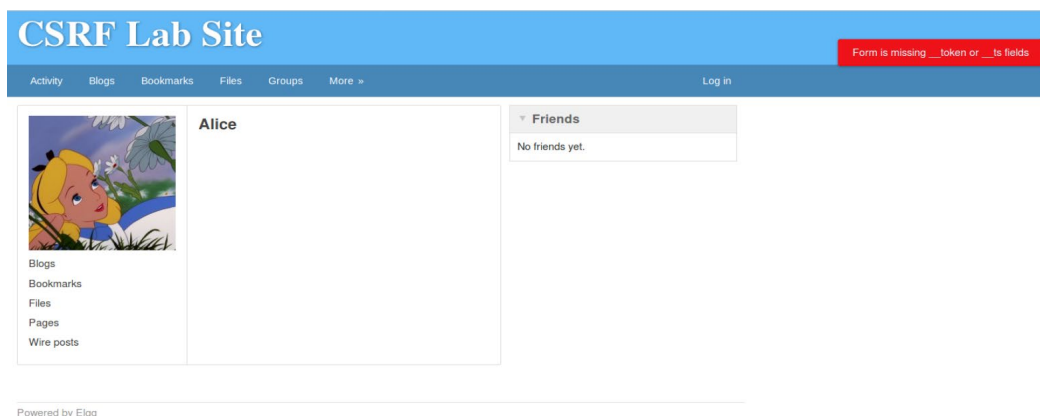 CSRF Lab Site
Form is missing __token or __ts fields
Activity Blogs Bookmarks Files Groups More » Log in
Alice
Blogs
Bookmarks
Files
Pages
Wire posts
Friends
No friends yet.
Powered by Elgg